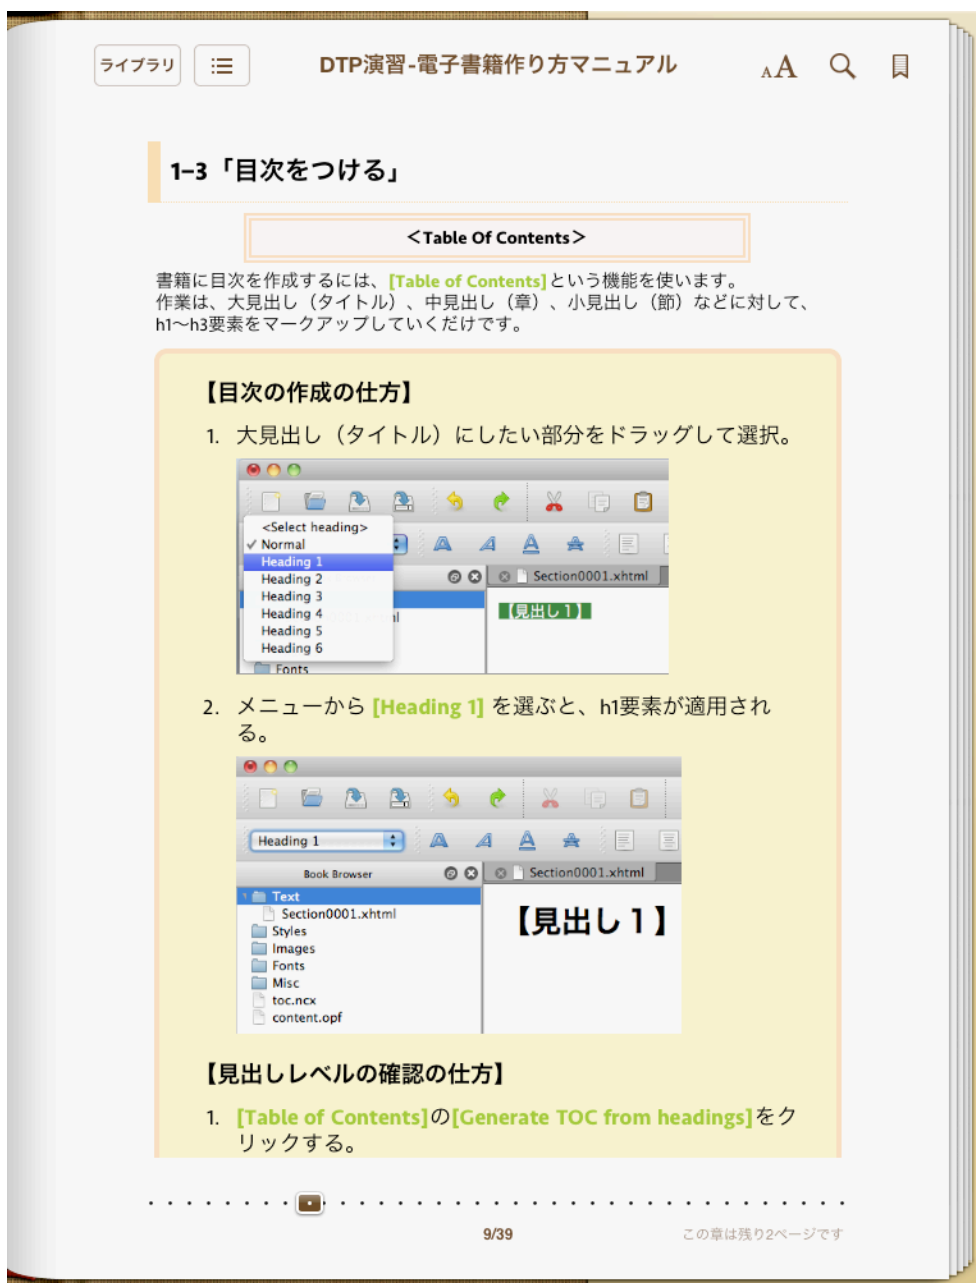 ライブラリ
DTP演習-電子書籍作り方マニュアル
AA
1–3「目次をつける」
＜Table Of Contents＞
書籍に目次を作成するには、[Table of Contents]という機能を使います。
作業は、大見出し（タイトル）、中見出し（章）、小見出し（節）などに対して、
h1〜h3要素をマークアップしていくだけです。
【目次の作成の仕方】
1. 大見出し（タイトル）にしたい部分をドラッグして選択。
<Select heading>
✓ Normal
Heading 1
Heading 2
Heading 3
Heading 4
Heading 5
Heading 6
Fonts
Section0001.xhtml
【見出し１】
2. メニューから [Heading 1] を選ぶと、h1要素が適用され
る。
Heading 1
Book Browser
Text
Section0001.xhtml
Styles
Images
Fonts
Misc
toc.ncx
content.opf
Section0001.xhtml
【見出し１】
【見出しレベルの確認の仕方】
1. [Table of Contents]の[Generate TOC from headings]をク
リックする。
9/39
この章は残り2ページです